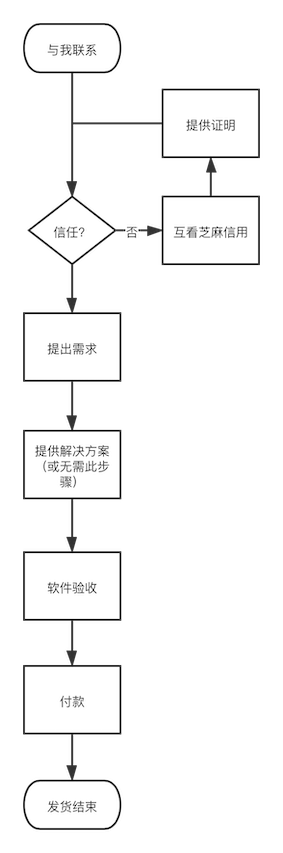 与我联系
提供证明
信任?
否
互看芝麻信用
提出需求
提供解决方案
（或无需此步
骤）
软件验收
付款
发货结束